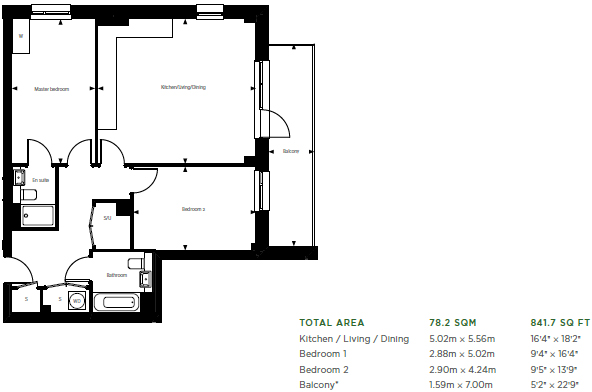 W
Master bedroom
Kitchen/Living/Dining
Balcony
En suite
Bedroom 2
S/U
Bathroom
S
S
WD
TOTAL AREA 78.2 SQM 841.7 SQ FT
Kitchen / Living / Dining 5.02m x 5.56m 16'4" x 18'2"
Bedroom 1 2.88m x 5.02m 9'4" x 16'4"
Bedroom 2 2.90m x 4.24m 9'5" x 13'9"
Balcony* 1.59m x 7.00m 5'2" x 22'9"